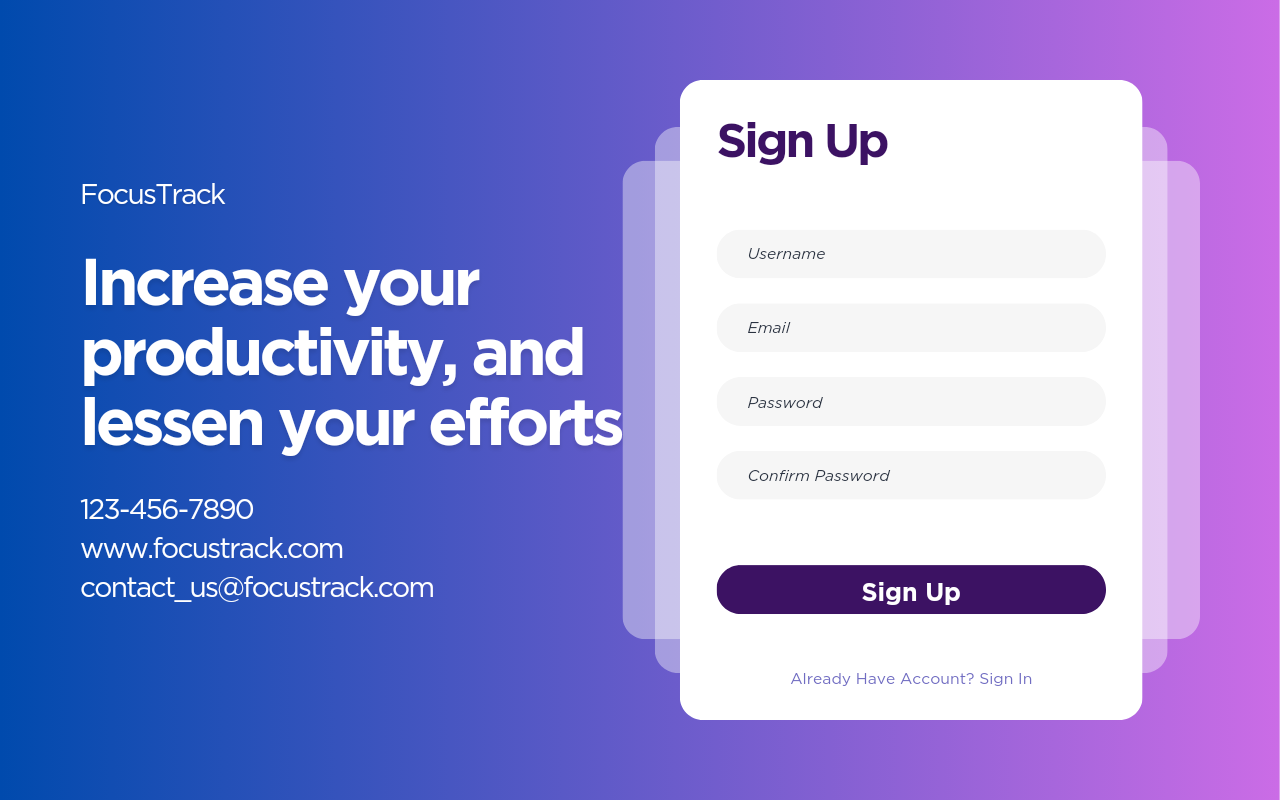 FocusTrack
Increase your
productivity, and
lessen your efforts
123-456-7890
www.focustrack.com
contact_us@focustrack.com
Sign Up
Username
Email
Password
Confirm Password
Sign Up
Already Have Account? Sign In